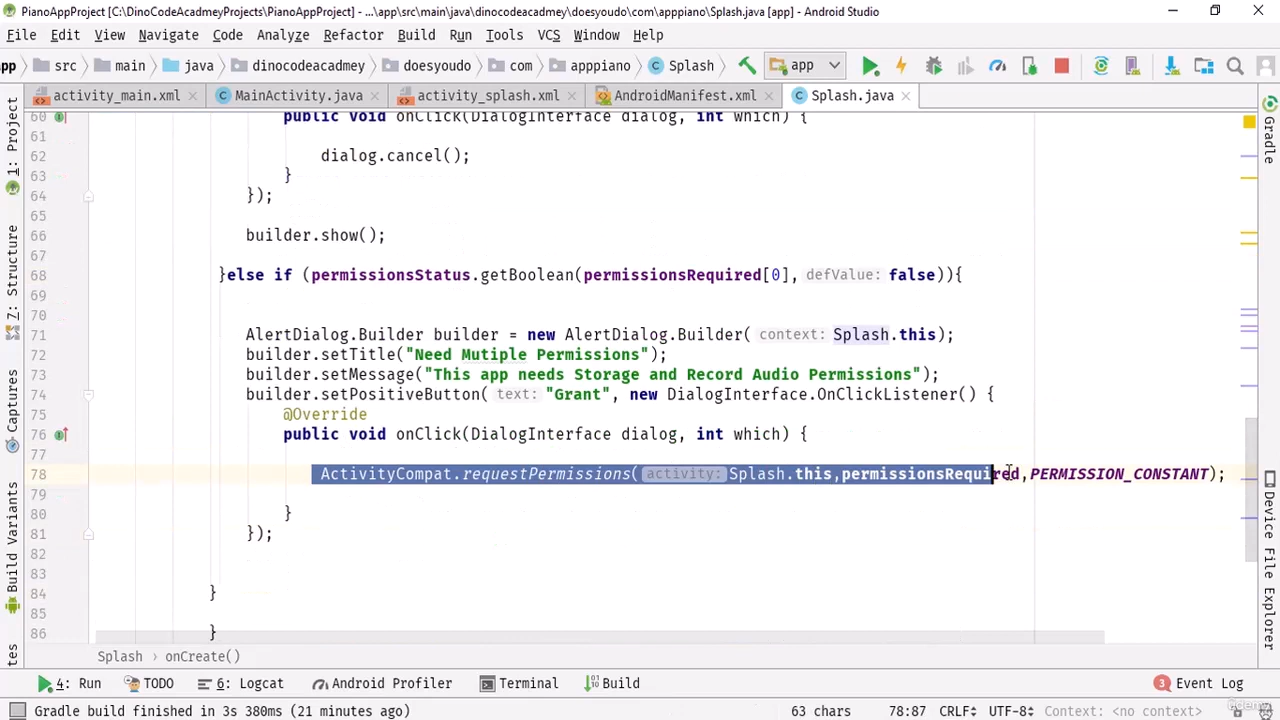 PianoAppProject [C:\DinoCodeAcadmeyProjects\PianoAppProject] - ...\app\src\main\java\dinocodeacadmey\doesyoudo\com\apppiano\Splash.java [app] - Android Studio
File Edit View Navigate Code Analyze Refactor Build Run Tools VCS Window Help
app src main java dinocodeacadmey doesyoudo com apppiano Splash app
activity_main.xml MainActivity.java activity_splash.xml AndroidManifest.xml Splash.java
60 public void onClick(DialogInterface dialog, int which) {
61
62 dialog.cancel();
63 }
64 });
65
66 builder.show();
67
68 }else if (permissionsStatus.getBoolean(permissionsRequired[0], defValue: false)){
69
70
71 AlertDialog.Builder builder = new AlertDialog.Builder( context: Splash.this);
72 builder.setTitle("Need Mutiple Permissions");
73 builder.setMessage("This app needs Storage and Record Audio Permissions");
74 builder.setPositiveButton( text: "Grant", new DialogInterface.OnClickListener() {
75 @Override
76 public void onClick(DialogInterface dialog, int which) {
78 ActivityCompat.requestPermissions( activity: Splash.this,permissionsRequired,PERMISSION_CONSTANT);
79
80 }
81 });
82
83
84 }
85
86 }
1: Project
7: Structure
Captures
Build Variants
Gradle
Device File Explorer
Splash › onCreate()
4: Run TODO 6: Logcat Android Profiler Terminal Build 3 Event Log
Gradle build finished in 3s 380ms (21 minutes ago) 63 chars 78:87 CRLF UTF-8 Context: <no context>